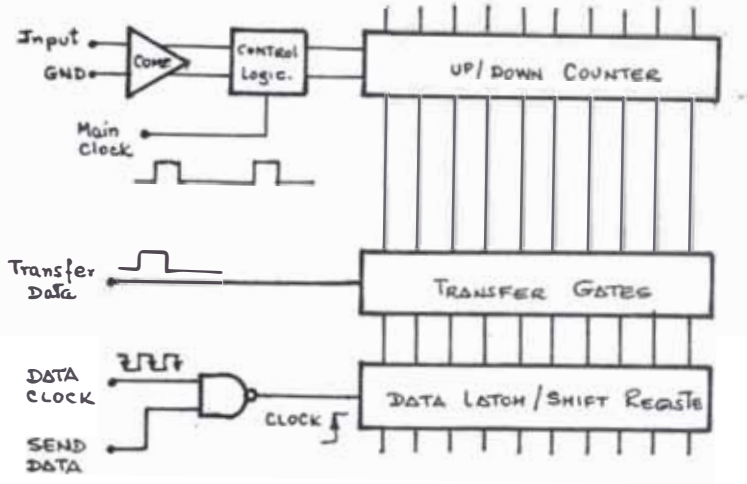 Input
GND
COMP
CONTROL
Logic.
UP/DOWN COUNTER
Main
Clock
Transfer
Data
TRANSFER GATES
DATA
CLOCK
SEND
DATA
CLOCK
DATA LATCH/SHIFT REGISTE